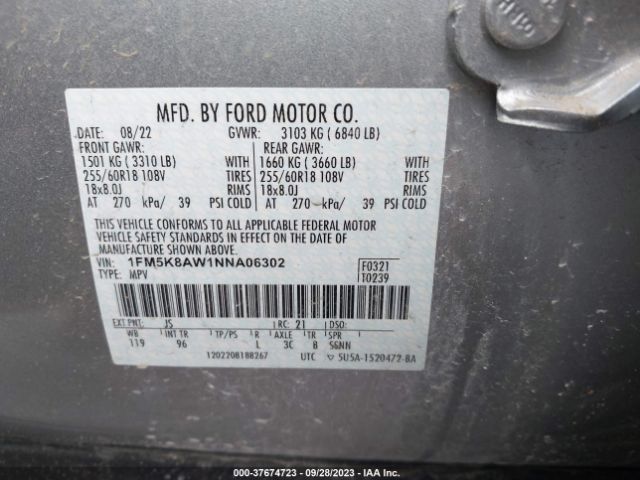 MFD. BY FORD MOTOR CO.
DATE: 08/22 GVWR: 3103 KG ( 6840 LB)
FRONT GAWR: REAR GAWR:
1501 KG ( 3310 LB) WITH 1660 KG ( 3660 LB) WITH
255/60R18 108V TIRES 255/60R18 108V TIRES
18x8.0J RIMS 18x8.0J RIMS
AT 270 kPa/ 39 PSI COLD AT 270 kPa/ 39 PSI COLD
THIS VEHICLE CONFORMS TO ALL APPLICABLE FEDERAL MOTOR
VEHICLE SAFETY STANDARDS IN EFFECT ON THE DATE OF
MANUFACTURE SHOWN ABOVE.
VIN: 1FM5K8AW1NNA06302 F0321
TYPE: MPV T0239
EXT PNT: JS RC: 21 DSO:
WB INT TR TP/PS R AXLE TR SPR
119 96 L 3C 8 SGNN
1202208188267 UTC ▽ 5U5A-1520472-BA
000-37674723 - 09/28/2023 - IAA Inc.